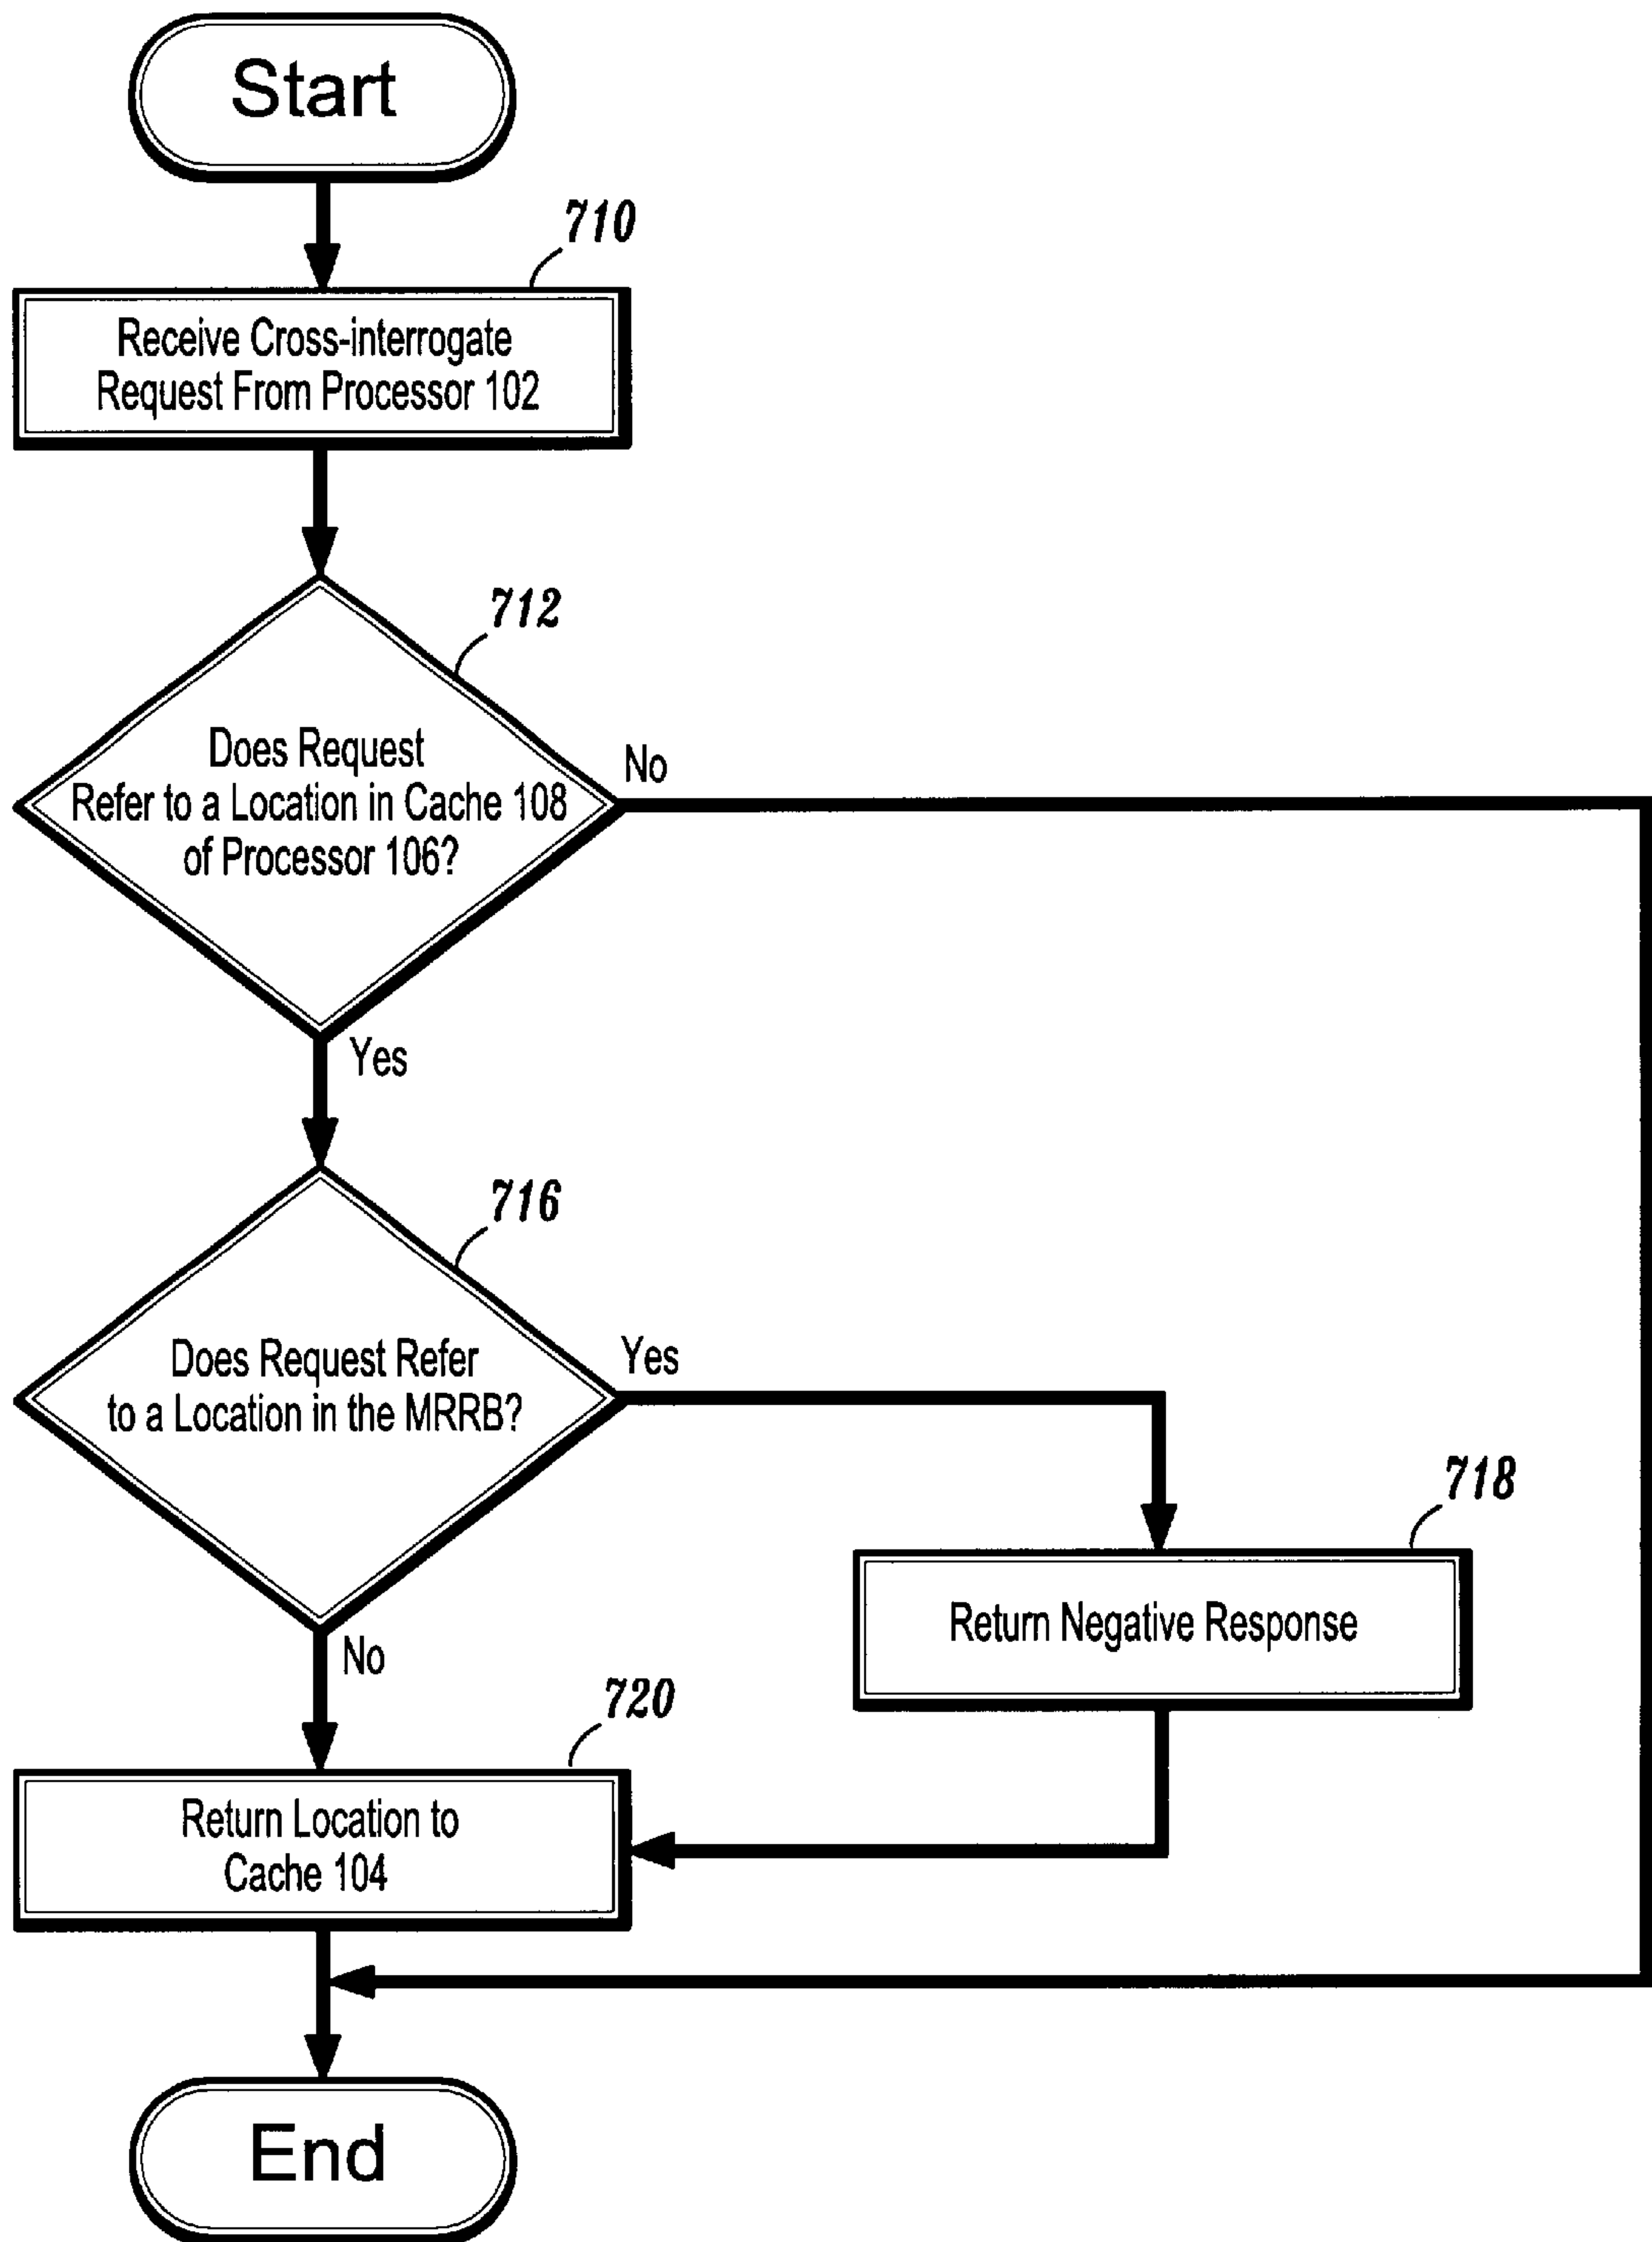 Start
710
Receive Cross-interrogate
Request From Processor 102
712
Does Request
Refer to a Location in Cache 108
of Processor 106?
No
Yes
716
Does Request Refer
to a Location in the MRRB?
Yes
718
Return Negative Response
No
720
Return Location to
Cache 104
End